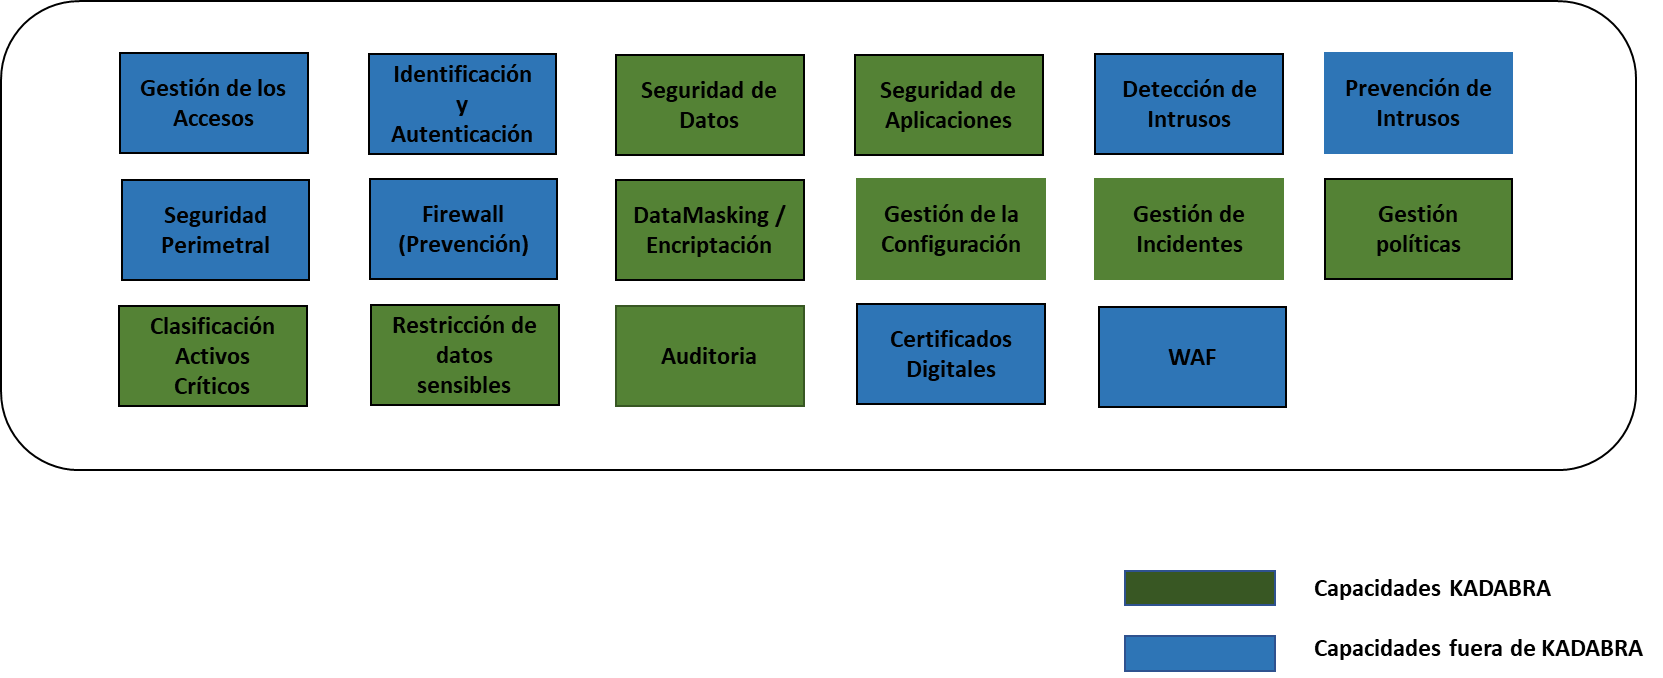 Gestión de los
Accesos
Identificación
y
Autenticación
Seguridad de
Datos
Seguridad de
Aplicaciones
Detección de
Intrusos
Prevención de
Intrusos
Seguridad
Perimetral
Firewall
(Prevención)
DataMasking /
Encriptación
Gestión de la
Configuración
Gestión de
Incidentes
Gestión
políticas
Clasificación
Activos
Críticos
Restricción de
datos
sensibles
Auditoria
Certificados
Digitales
WAF
Capacidades KADABRA
Capacidades fuera de KADABRA